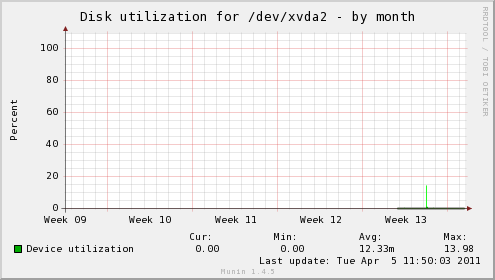 Disk utilization for /dev/xvda2 - by month
RRDTOOL / TOBI OETIKER
Percent
100
80
60
40
20
0
Week 09 Week 10 Week 11 Week 12 Week 13
Cur: Min: Avg: Max:
Device utilization 0.00 0.00 12.33m 13.98
Last update: Tue Apr 5 11:50:03 2011
Munin 1.4.5